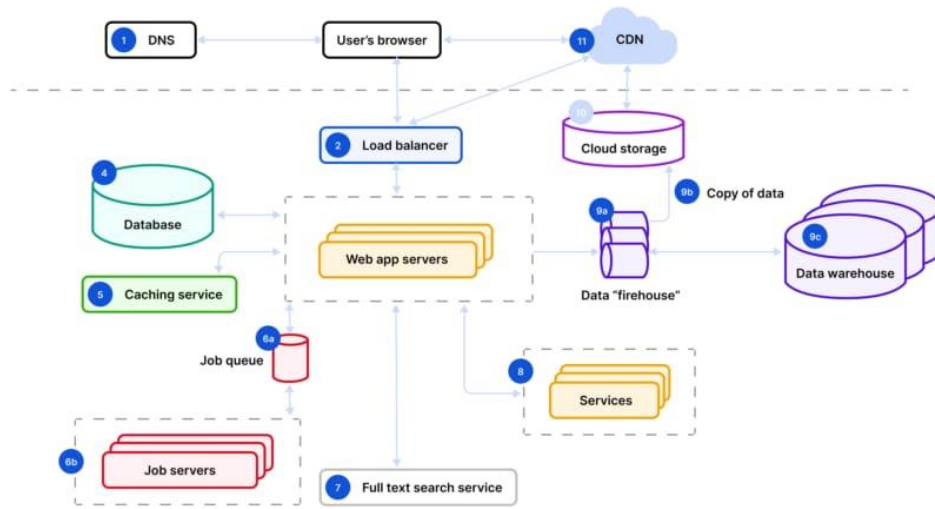 1 DNS
User's browser
11 CDN
2 Load balancer
10
Cloud storage
4
Database
9a
9b Copy of data
9c
Data warehouse
Web app servers
5 Caching service
Data "firehouse"
6a
Job queue
8
Services
6b
Job servers
7 Full text search service